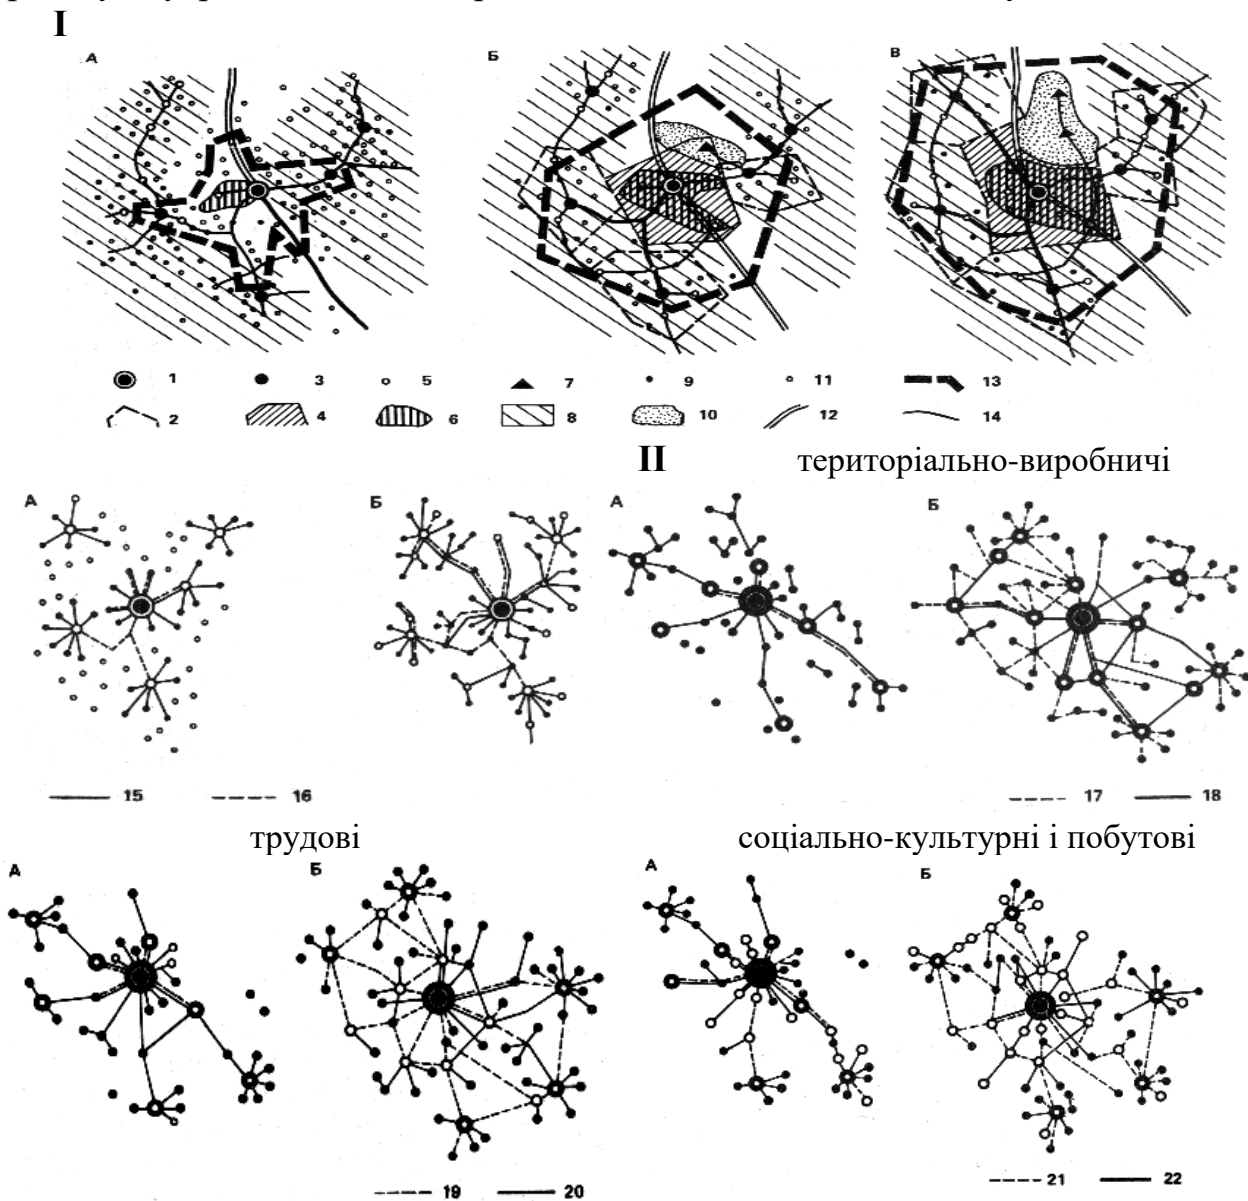 I
А Б В
1 3 5 7 9 11 13
2 4 6 8 10 12 14
II територіально-виробничі
А Б А Б
15 16 17 18
трудові соціально-культурні і побутові
А Б А Б
19 20 21 22